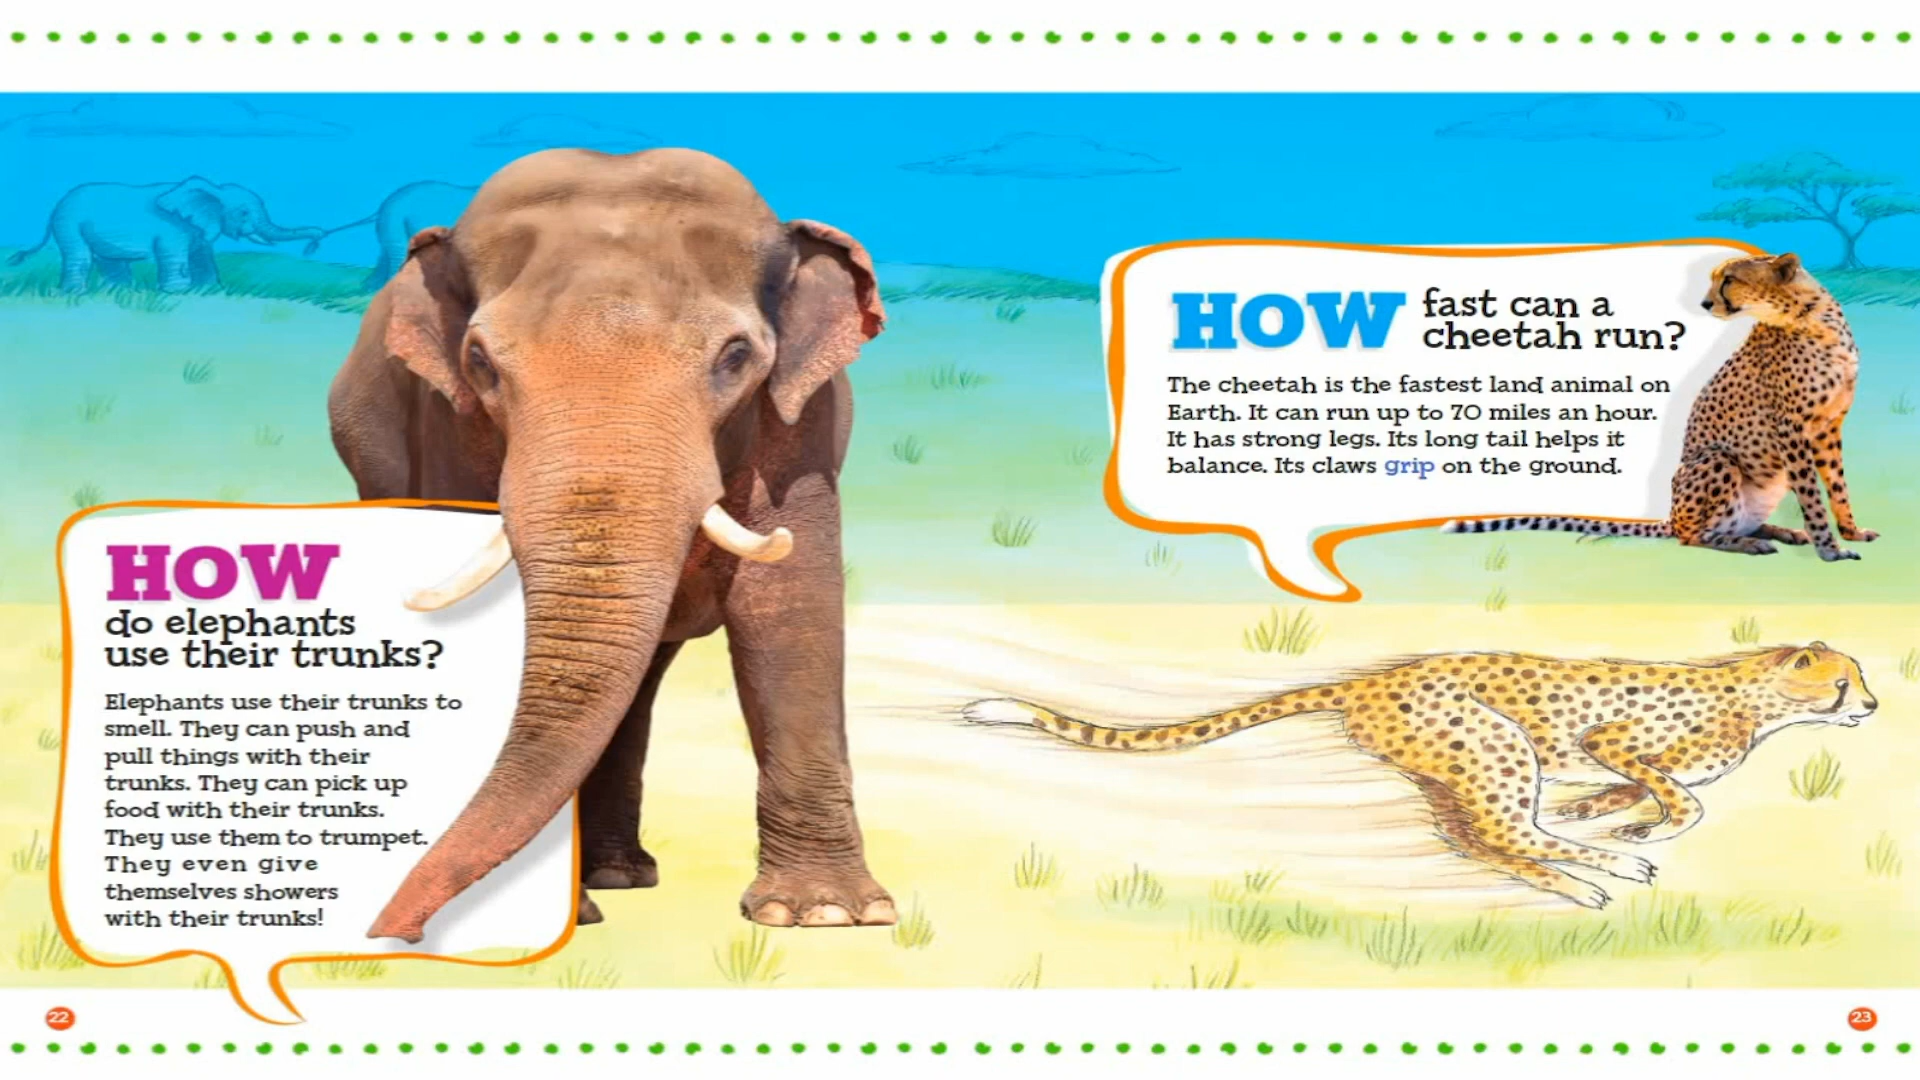 HOW
do elephants
use their trunks?
Elephants use their trunks to
smell. They can push and
pull things with their
trunks. They can pick up
food with their trunks.
They use them to trumpet.
They even give
themselves showers
with their trunks!
22
HOW fast can a
cheetah run?
The cheetah is the fastest land animal on
Earth. It can run up to 70 miles an hour.
It has strong legs. Its long tail helps it
balance. Its claws grip on the ground.
23